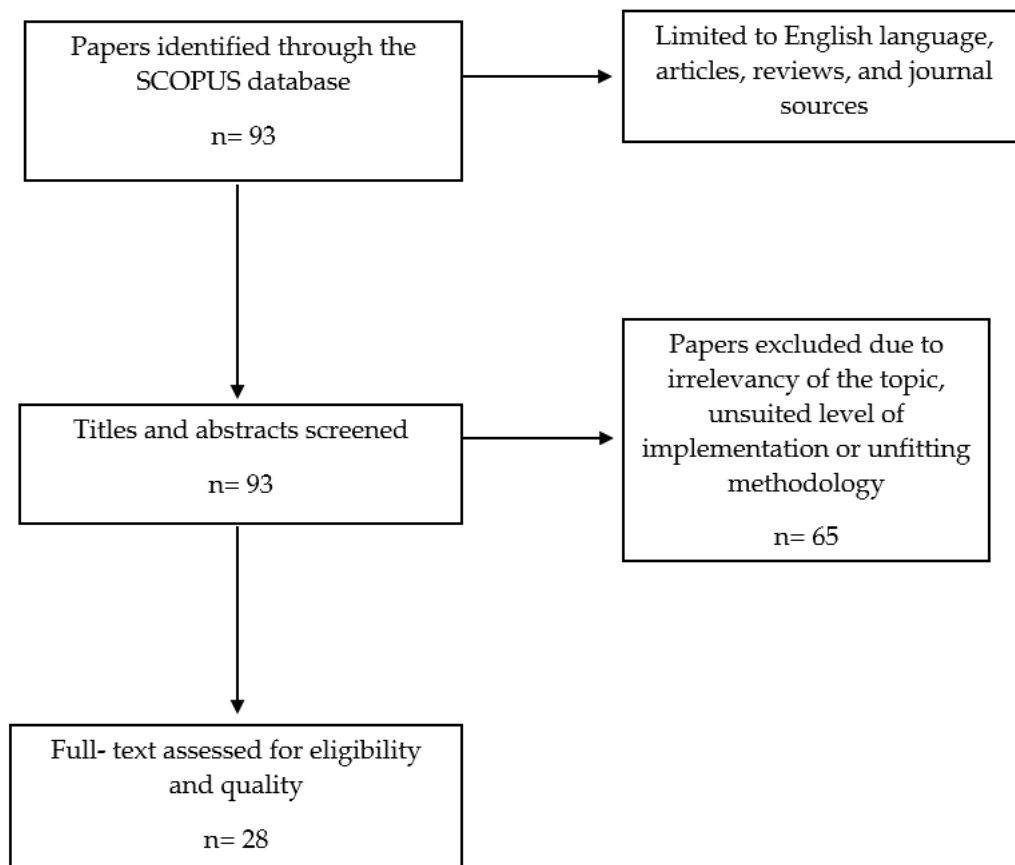 Papers identified through the
SCOPUS database
n= 93
Limited to English language,
articles, reviews, and journal
sources
Titles and abstracts screened
n= 93
Papers excluded due to
irrelevancy of the topic,
unsuited level of
implementation or unfitting
methodology
n= 65
Full- text assessed for eligibility
and quality
n= 28